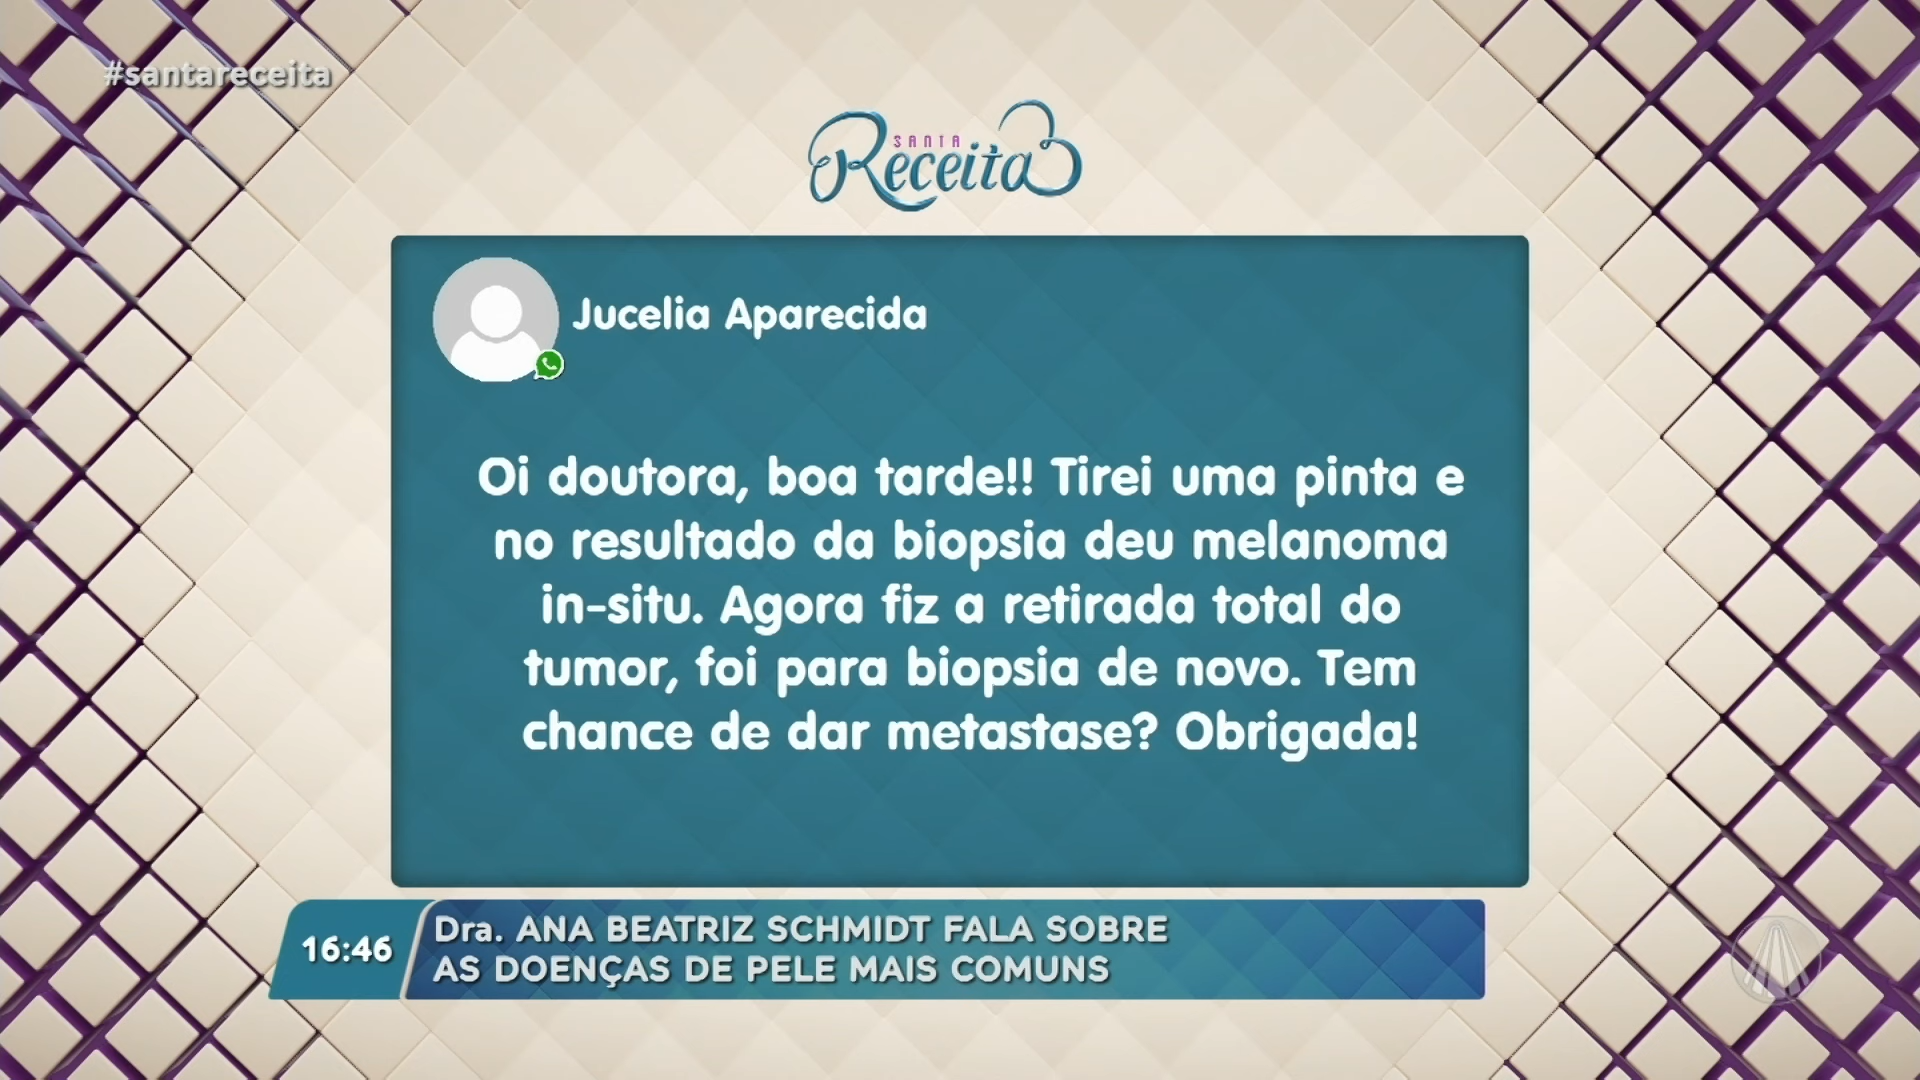 #santareceita
SANTA
Receita
Jucelia Aparecida
Oi doutora, boa tarde!! Tirei uma pinta e
no resultado da biopsia deu melanoma
in-situ. Agora fiz a retirada total do
tumor, foi para biopsia de novo. Tem
chance de dar metastase? Obrigada!
16:46
Dra. ANA BEATRIZ SCHMIDT FALA SOBRE
AS DOENÇAS DE PELE MAIS COMUNS